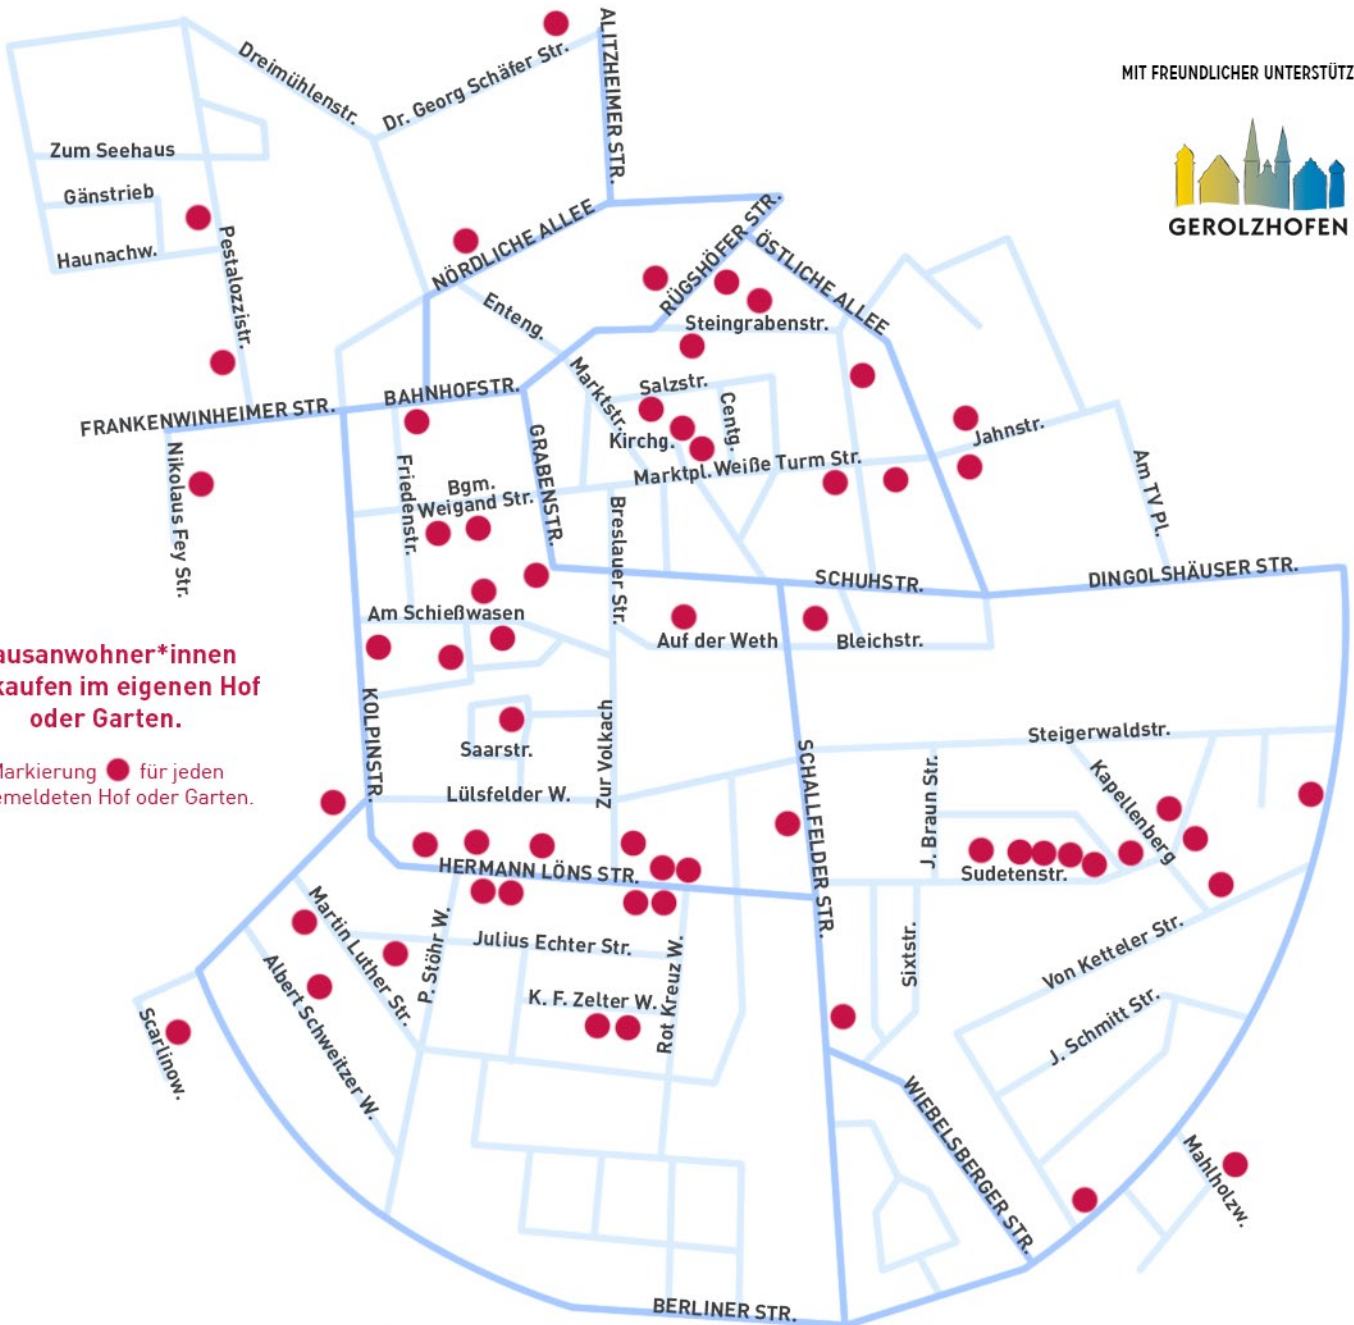 ALITZHEIMER STR.
Dreimühlenstr.
Dr. Georg Schäfer Str.
MIT FREUNDLICHER UNTERSTÜTZ
Zum Seehaus
Gänstrieb
Haunachw.
Pestalozzistr.
NÖRDLICHE ALLEE
RÜGSHÖFER STR.
ÖSTLICHE ALLEE
GEROLZHOFEN
Enteng.
Steingrabenstr.
Marktstr.
Salzstr.
Centg.
Kirchg.
BAHNHOFSTR.
FRANKENWINHEIMER STR.
GRABENSTR.
Jahnstr.
Marktpl.
Weiße Turm Str.
Am TV Pl.
Nikolaus Fey Str.
Friedenstr.
Bgm.
Weigand Str.
Breslauer Str.
SCHUHSTR.
DINGOLSHÄUSER STR.
Am Schießwasen
Auf der Weth
Bleichstr.
ausanwohner*innen
kaufen im eigenen Hof
oder Garten.
Markierung für jeden
emeldeten Hof oder Garten.
KOLPINSTR.
Saarstr.
Zur Volkach
Lülsfelder W.
SCHALLFELDER STR.
Steigerwaldstr.
J. Braun Str.
Kapellenberg
Sudetenstr.
HERMANN LÖNS STR.
Martin Luther Str.
P. Stöhr W.
Julius Echter Str.
K. F. Zelter W.
Rot Kreuz W.
Sixtstr.
Von Ketteler Str.
J. Schmitt Str.
Albert Schweitzer W.
Scarlinow.
WIEBELSBERGER STR.
Mahlholzw.
BERLINER STR.